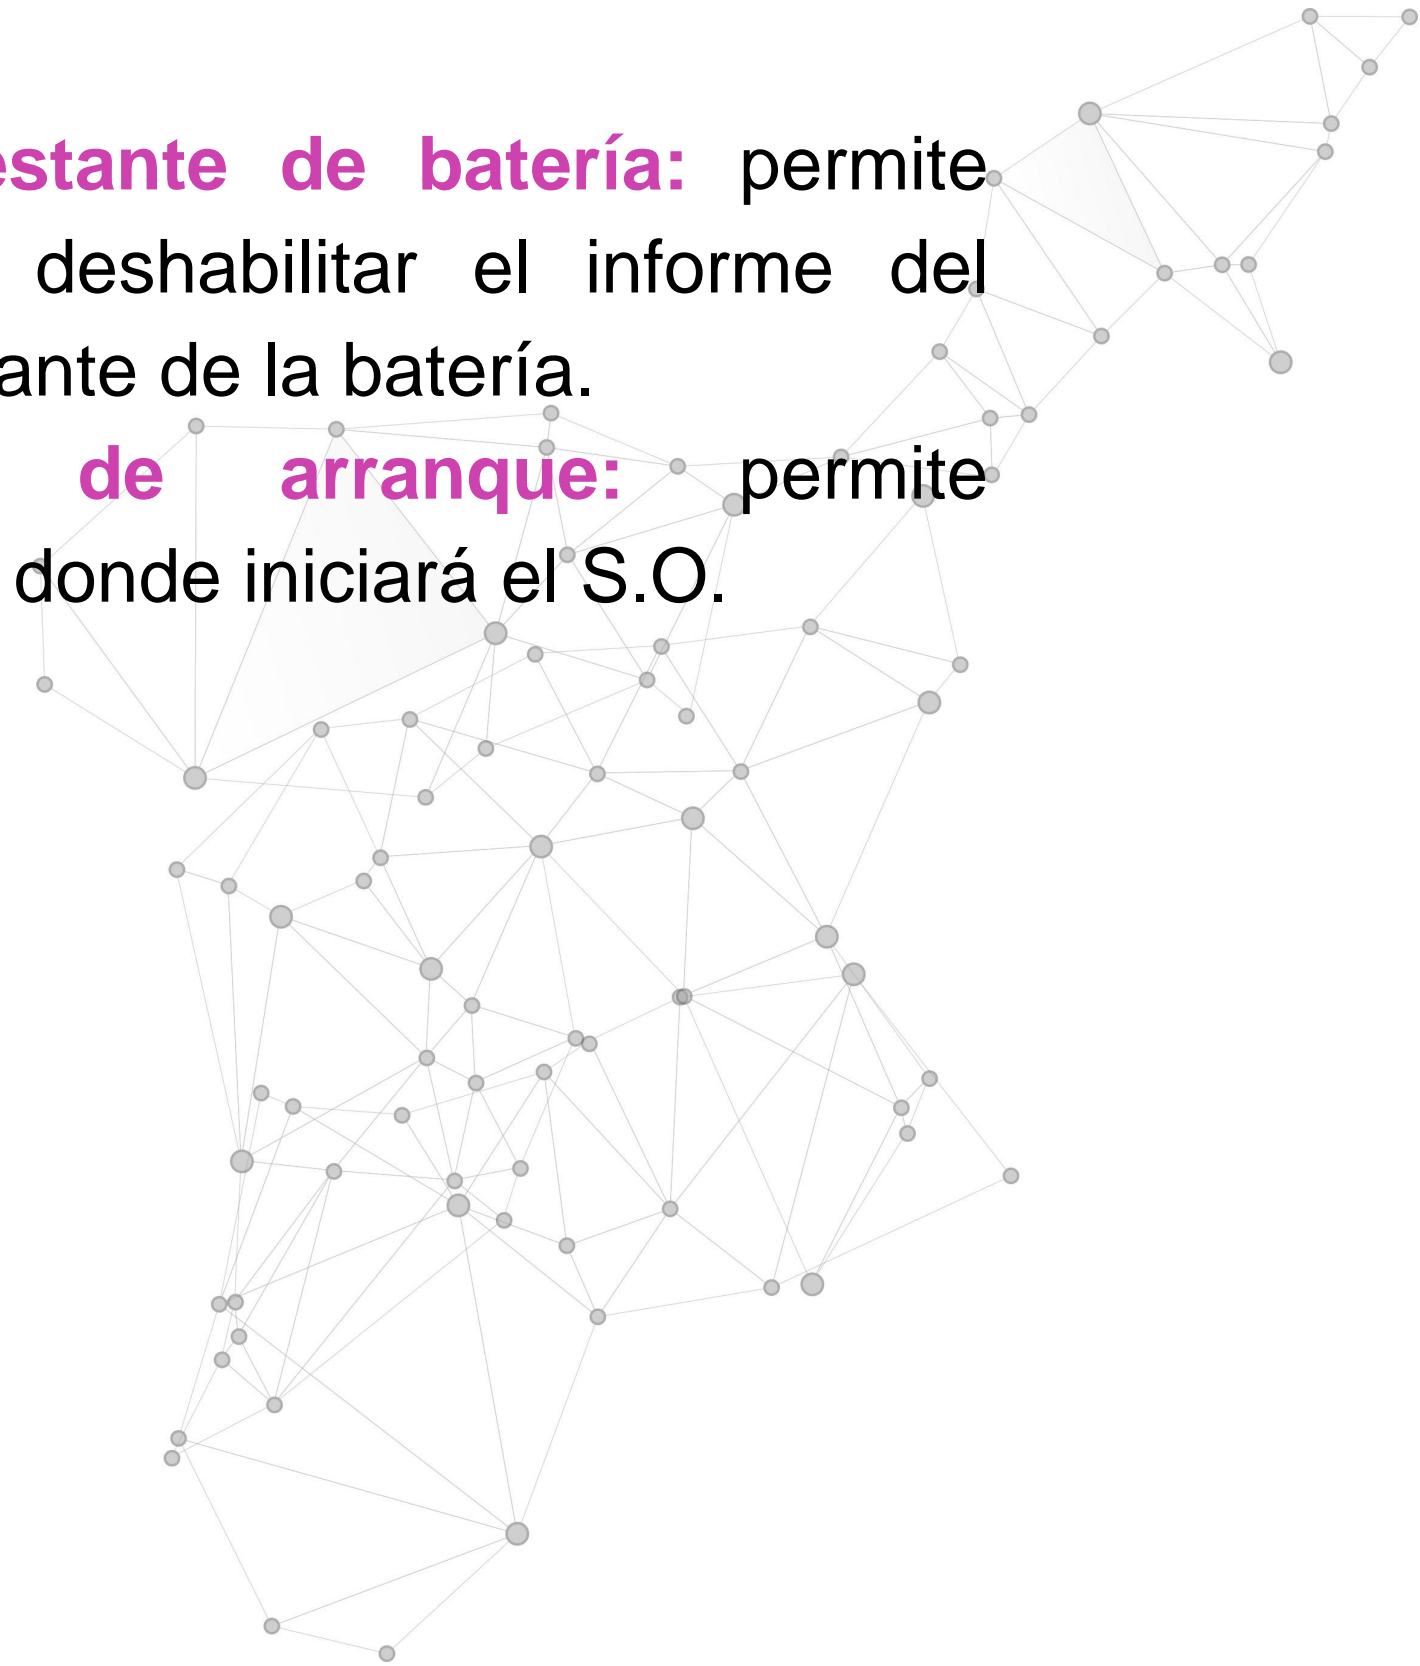 estante de batería: permite
deshabilitar el informe del
ante de la batería.
de arranque: permite
donde iniciará el S.O.